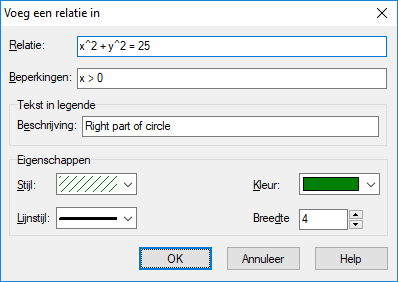 Voeg een relatie in
Relatie: x^2 + y^2 = 25
Beperkingen: x > 0
Tekst in legende
Beschrijving: Right part of circle
Eigenschappen
Stijl: Kleur:
Lijnstijl: Breedte 4
OK Annuleer Help